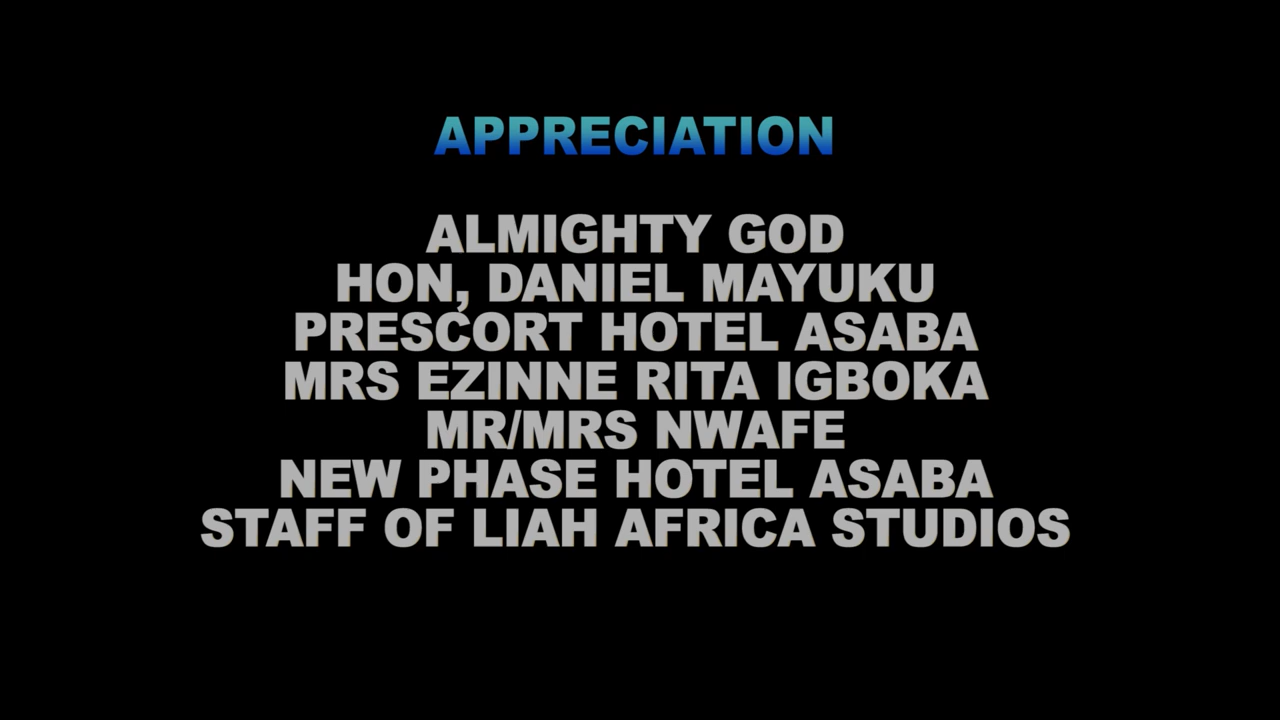 APPRECIATION
ALMIGHTY GOD
HON, DANIEL MAYUKU
PRESCORT HOTEL ASABA
MRS EZINNE RITA IGBOKA
MR/MRS NWAFE
NEW PHASE HOTEL ASABA
STAFF OF LIAH AFRICA STUDIOS